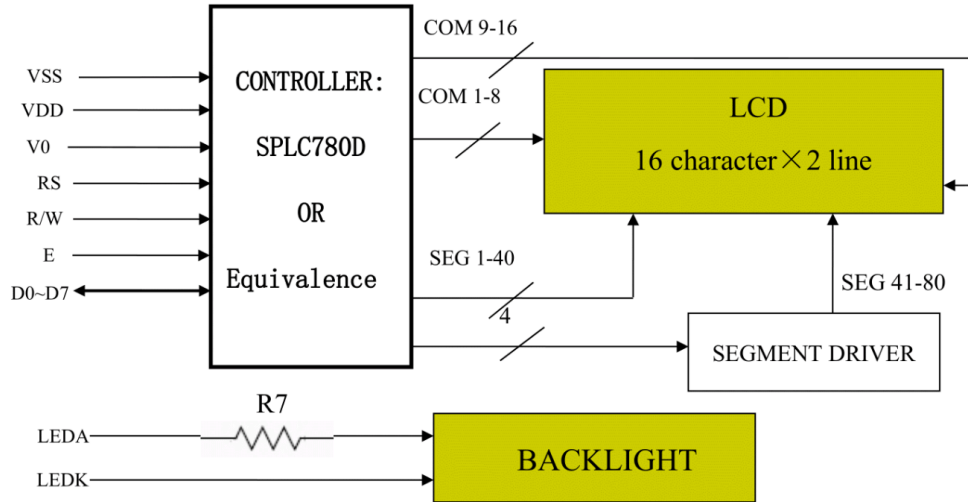 COM 9-16
VSS
VDD
V0
RS
R/W
E
D0~D7
CONTROLLER:
SPLC780D
OR
Equivalence
COM 1-8
LCD
16 character×2 line
SEG 1-40
4
SEG 41-80
SEGMENT DRIVER
R7
LEDA
LEDK
BACKLIGHT